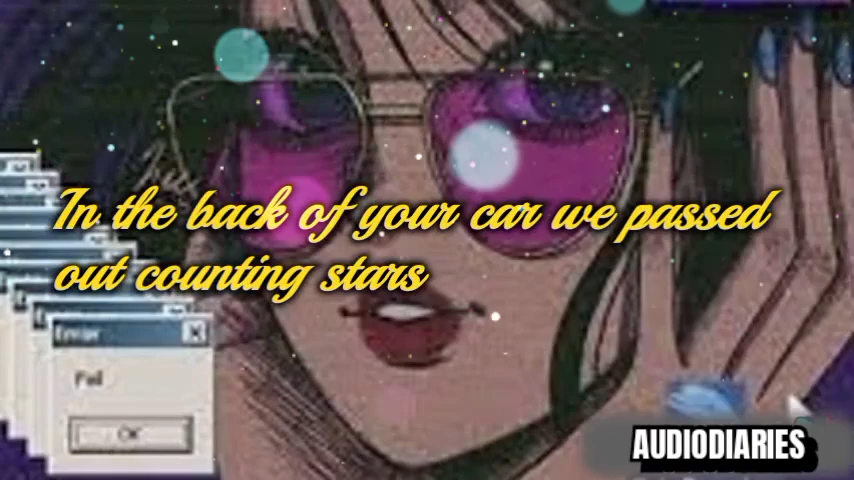 In the back of your car we passed
out counting stars
Error
Fail
OK
AUDIODIARIES